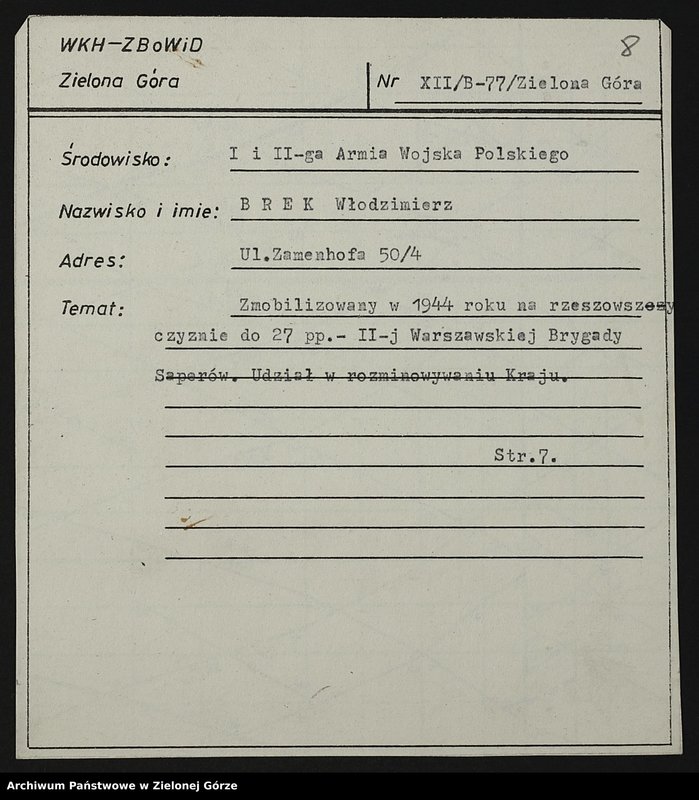 8
WKH-ZBoWiD
Zielona Góra
Nr XII/B-77/Zielona Góra
Środowisko: I i II-ga Armia Wojska Polskiego
Nazwisko i imie: B R E K Włodzimierz
Adres: Ul.Zamenhofa 50/4
Temat: Zmobilizowany w 1944 roku na rzeszowszezy
czyznie do 27 pp.- II-j Warszawskiej Brygady
Saperów. Udział w rozminowywaniu Kraju.
Str.7.
Archiwum Państwowe w Zielonej Górze